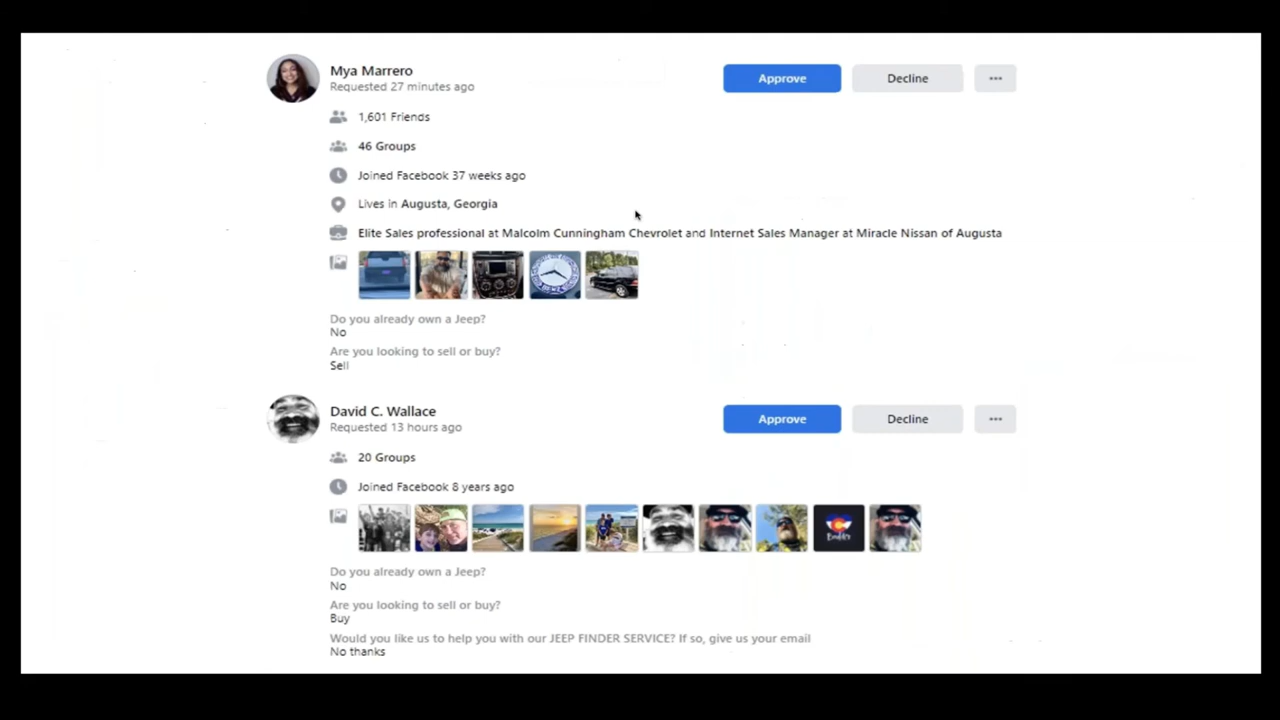 Mya Marrero
Requested 27 minutes ago
Approve
Decline
1,601 Friends
46 Groups
Joined Facebook 37 weeks ago
Lives in Augusta, Georgia
Elite Sales professional at Malcolm Cunningham Chevrolet and Internet Sales Manager at Miracle Nissan of Augusta
Do you already own a Jeep?
No
Are you looking to sell or buy?
Sell
David C. Wallace
Requested 13 hours ago
Approve
Decline
20 Groups
Joined Facebook 8 years ago
Do you already own a Jeep?
No
Are you looking to sell or buy?
Buy
Would you like us to help you with our JEEP FINDER SERVICE? If so, give us your email
No thanks